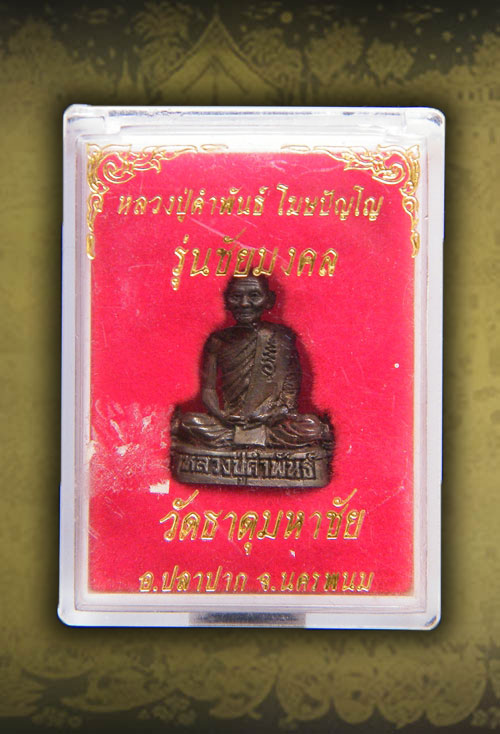 หลวงปู่คำพันธ์ โฆษปัญโญ
รุ่นชัยมงคล
หลวงปู่คำพันธ์
วัดธาตุมหาชัย
อ.ปลาปาก จ.นครพนม